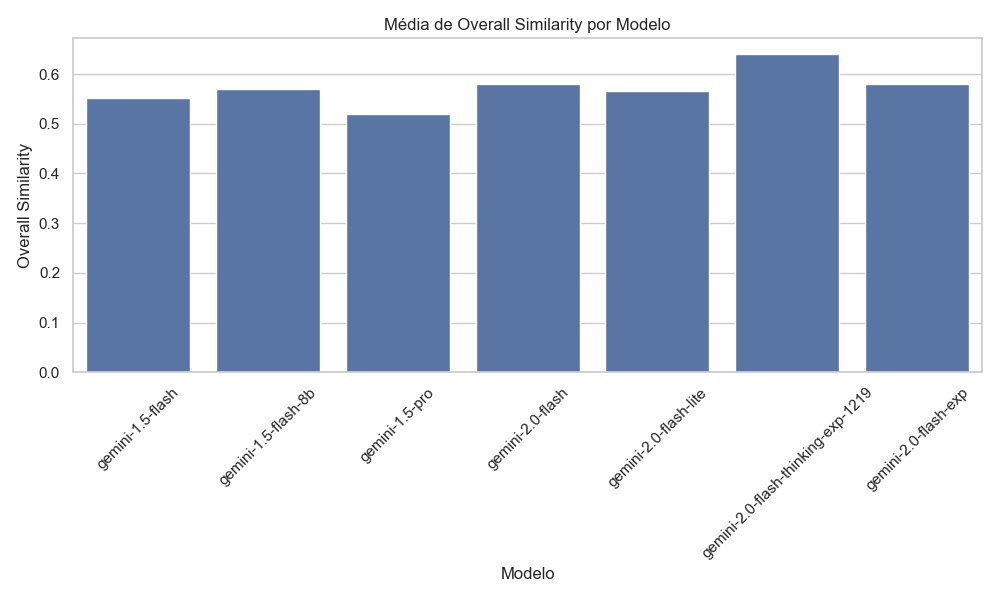 Média de Overall Similarity por Modelo
Overall Similarity
0.6
0.5
0.4
0.3
0.2
0.1
0.0
gemini-1.5-flash
gemini-1.5-flash-8b
gemini-1.5-pro
gemini-2.0-flash
gemini-2.0-flash-lite
gemini-2.0-flash-thinking-exp-1219
gemini-2.0-flash-exp
Modelo